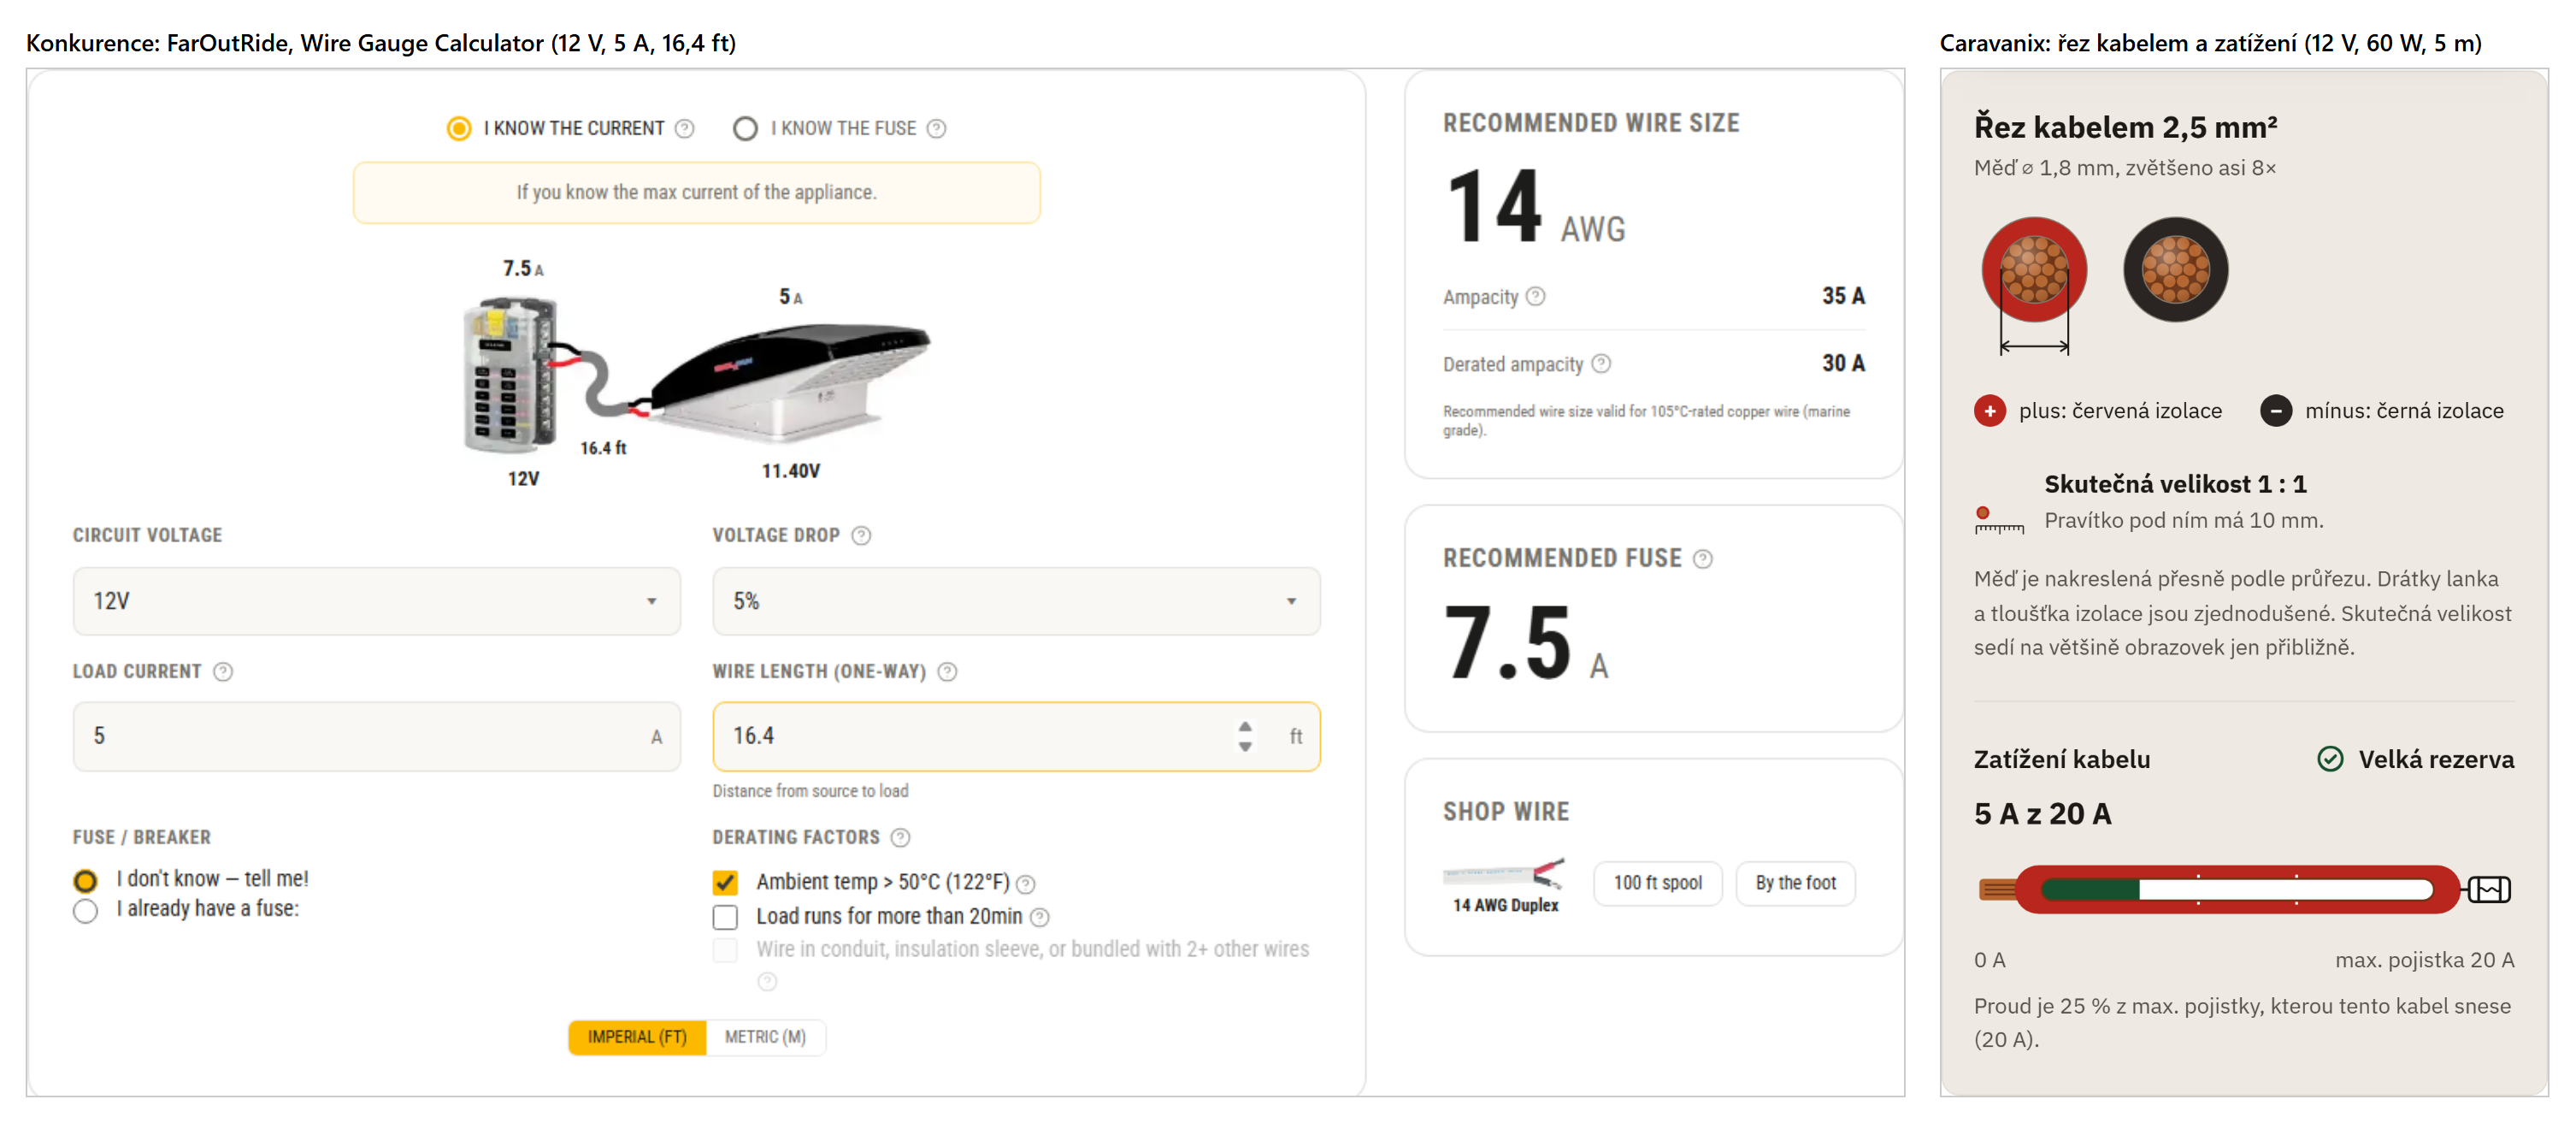 Konkurence: FarOutRide, Wire Gauge Calculator (12 V, 5 A, 16,4 ft)
I KNOW THE CURRENT ?
I KNOW THE FUSE ?
If you know the max current of the appliance.
7.5 A
5 A
16.4 ft
12V
11.40V
CIRCUIT VOLTAGE
12V
VOLTAGE DROP ?
5%
LOAD CURRENT ?
5 A
WIRE LENGTH (ONE-WAY) ?
16.4 ft
Distance from source to load
FUSE / BREAKER
I don't know – tell me!
I already have a fuse:
DERATING FACTORS ?
Ambient temp > 50°C (122°F) ?
Load runs for more than 20min ?
Wire in conduit, insulation sleeve, or bundled with 2+ other wires
?
IMPERIAL (FT) METRIC (M)
RECOMMENDED WIRE SIZE
14 AWG
Ampacity ? 35 A
Derated ampacity ? 30 A
Recommended wire size valid for 105°C-rated copper wire (marine
grade).
RECOMMENDED FUSE ?
7.5 A
SHOP WIRE
14 AWG Duplex
100 ft spool
By the foot
Caravanix: řez kabelem a zatížení (12 V, 60 W, 5 m)
Řez kabelem 2,5 mm²
Měď ⌀ 1,8 mm, zvětšeno asi 8×
+ plus: červená izolace
− mínus: černá izolace
Skutečná velikost 1 : 1
Pravítko pod ním má 10 mm.
Měď je nakreslená přesně podle průřezu. Drátky lanka
a tloušťka izolace jsou zjednodušené. Skutečná velikost
sedí na většině obrazovek jen přibližně.
Zatížení kabelu
Velká rezerva
5 A z 20 A
0 A
max. pojistka 20 A
Proud je 25 % z max. pojistky, kterou tento kabel snese
(20 A).